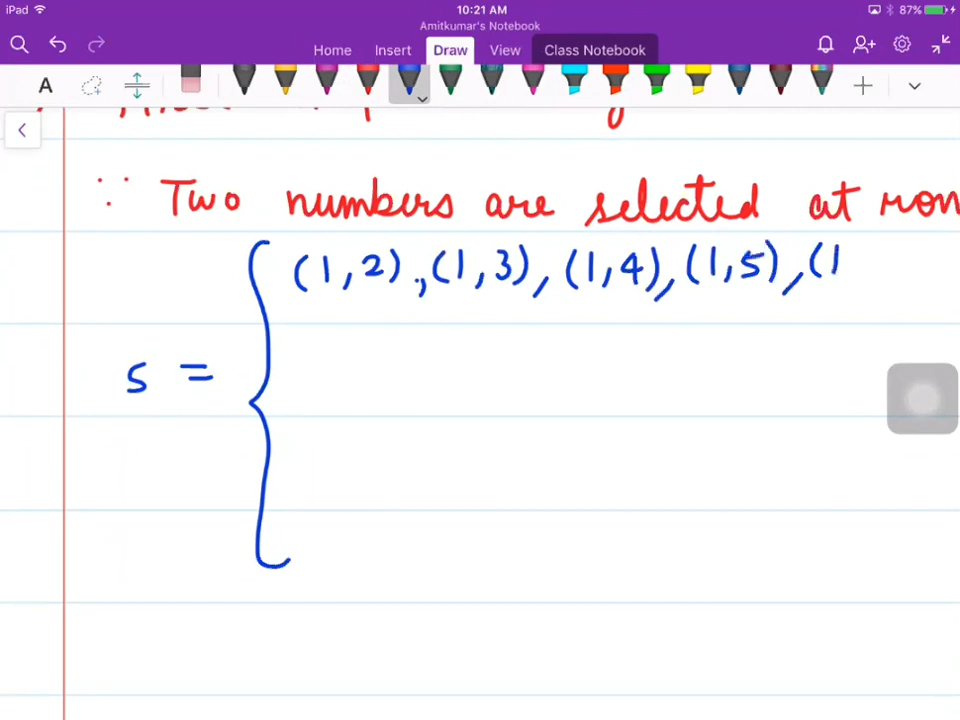 iPad 10:21 AM 87%
Amitkumar's Notebook
Home Insert Draw View Class Notebook
A
∵ Two numbers are selected at ron
S = { (1,2), (1,3), (1,4), (1,5), (1